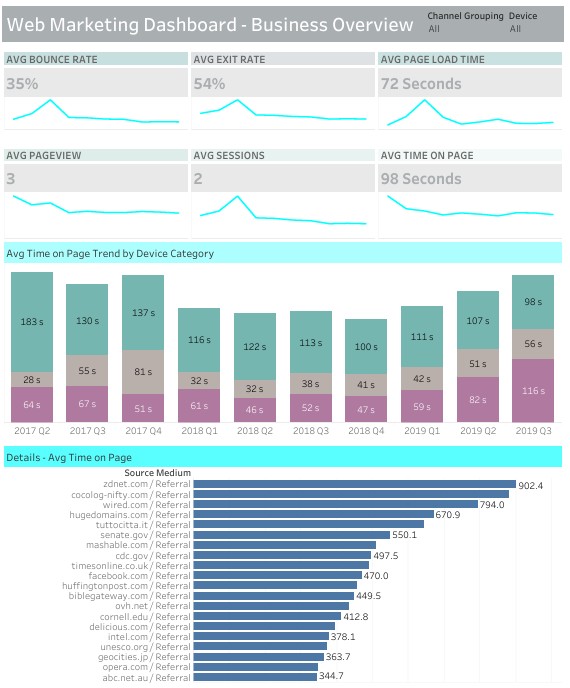 Web Marketing Dashboard - Business Overview
Channel Grouping Device
All All
AVG BOUNCE RATE AVG EXIT RATE AVG PAGE LOAD TIME
35% 54% 72 Seconds
AVG PAGEVIEW AVG SESSIONS AVG TIME ON PAGE
3 2 98 Seconds
Avg Time on Page Trend by Device Category
183 s 130 s 137 s 116 s 122 s 113 s 100 s 111 s 107 s 98 s
28 s 55 s 81 s 32 s 32 s 38 s 41 s 42 s 51 s 56 s
64 s 67 s 51 s 61 s 46 s 52 s 47 s 59 s 82 s 116 s
2017 Q2 2017 Q3 2017 Q4 2018 Q1 2018 Q2 2018 Q3 2018 Q4 2019 Q1 2019 Q2 2019 Q3
Details - Avg Time on Page
Source Medium
zdnet.com / Referral 902.4
cocolog-nifty.com / Referral
wired.com / Referral 794.0
hugedomains.com / Referral 670.9
tuttocitta.it / Referral
senate.gov / Referral 550.1
mashable.com / Referral
cdc.gov / Referral 497.5
timesonline.co.uk / Referral
facebook.com / Referral 470.0
huffingtonpost.com / Referral
biblegateway.com / Referral 449.5
ovh.net / Referral
cornell.edu / Referral 412.8
delicious.com / Referral
intel.com / Referral 378.1
unesco.org / Referral
geocities.jp / Referral 363.7
opera.com / Referral
abc.net.au / Referral 344.7